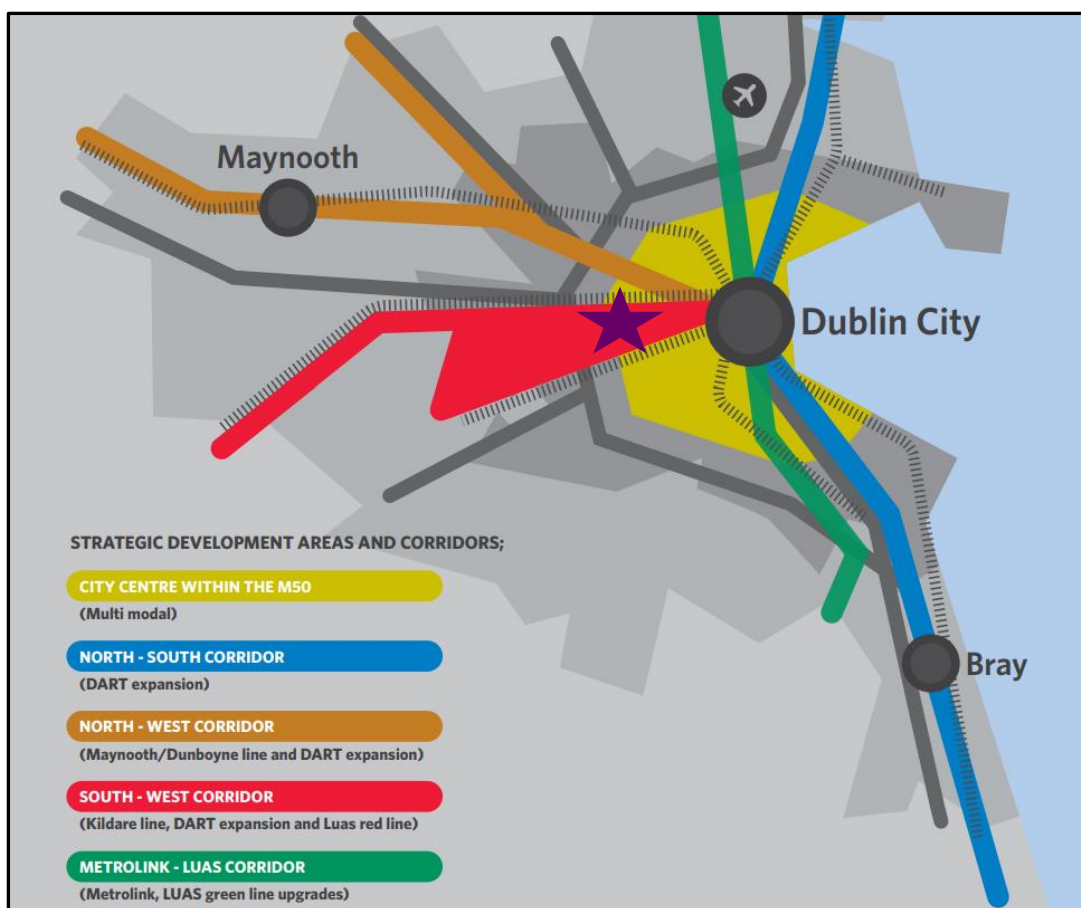 Maynooth
Dublin City
Bray
STRATEGIC DEVELOPMENT AREAS AND CORRIDORS;
CITY CENTRE WITHIN THE M50
(Multi modal)
NORTH - SOUTH CORRIDOR
(DART expansion)
NORTH - WEST CORRIDOR
(Maynooth/Dunboyne line and DART expansion)
SOUTH - WEST CORRIDOR
(Kildare line, DART expansion and Luas red line)
METROLINK - LUAS CORRIDOR
(Metrolink, LUAS green line upgrades)